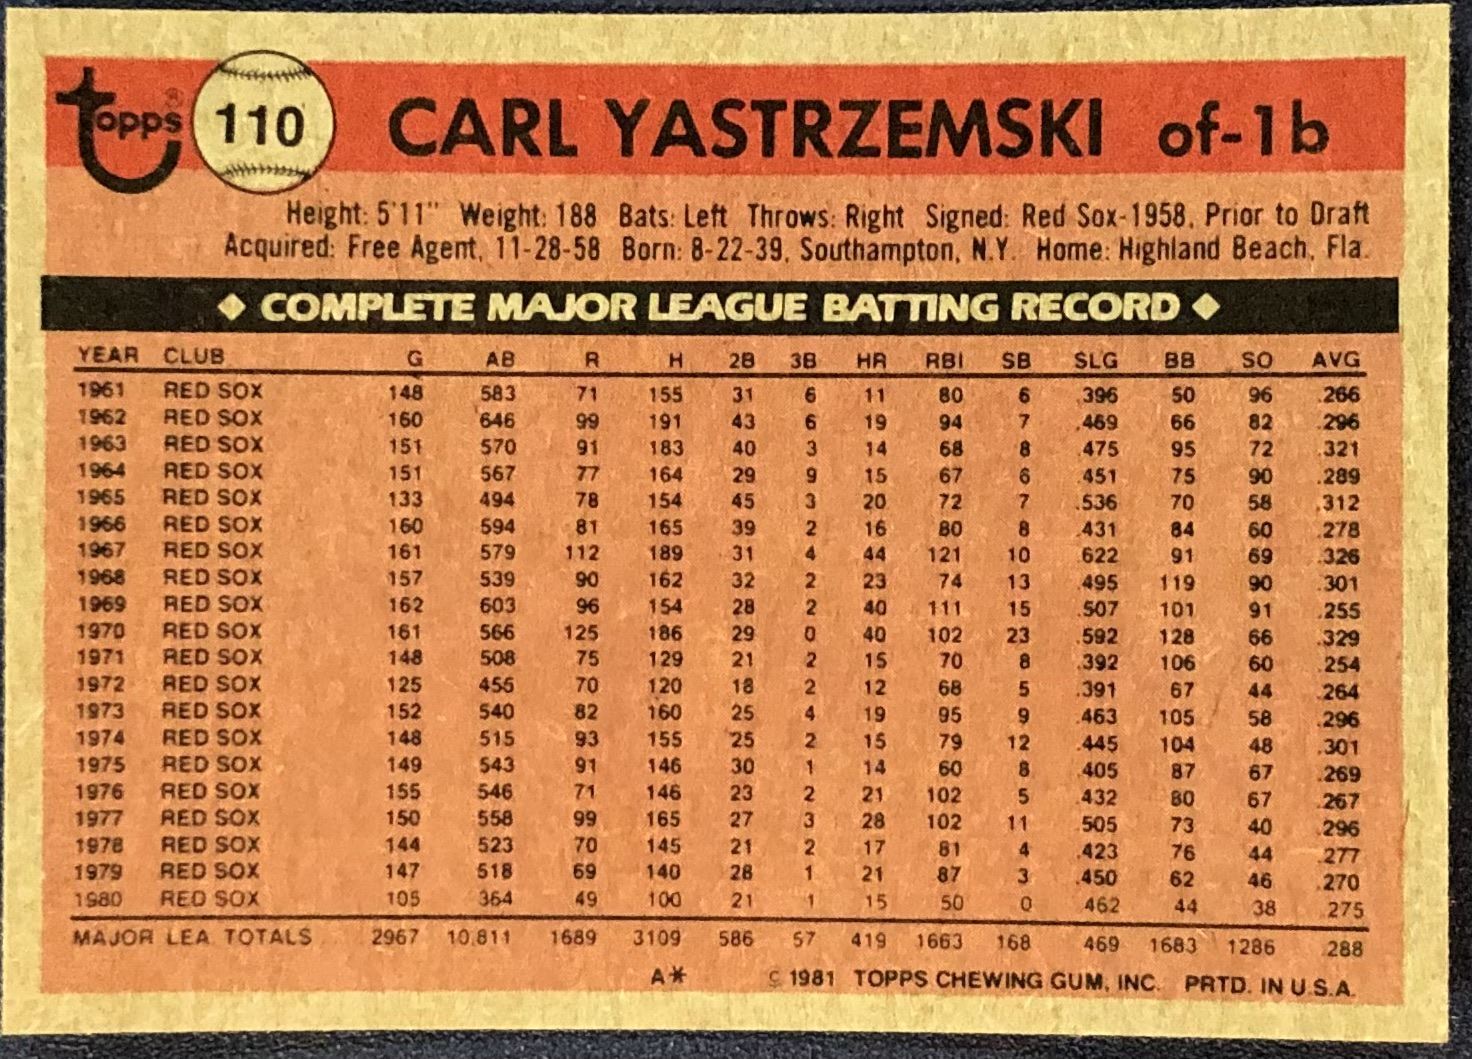 topps® 110 CARL YASTRZEMSKI of-1b
Height: 5'11" Weight: 188 Bats: Left Throws: Right Signed: Red Sox-1958, Prior to Draft
Acquired: Free Agent, 11-28-58 Born: 8-22-39, Southampton, N.Y. Home: Highland Beach, Fla.
◆ COMPLETE MAJOR LEAGUE BATTING RECORD ◆
YEAR CLUB G AB R H 2B 3B HR RBI SB SLG BB SO AVG
1961 RED SOX 148 583 71 155 31 6 11 80 6 .396 50 96 .266
1962 RED SOX 160 646 99 191 43 6 19 94 7 .469 66 82 .296
1963 RED SOX 151 570 91 183 40 3 14 68 8 .475 95 72 .321
1964 RED SOX 151 567 77 164 29 9 15 67 6 .451 75 90 .289
1965 RED SOX 133 494 78 154 45 3 20 72 7 .536 70 58 .312
1966 RED SOX 160 594 81 165 39 2 16 80 8 .431 84 60 .278
1967 RED SOX 161 579 112 189 31 4 44 121 10 .622 91 69 .326
1968 RED SOX 157 539 90 162 32 2 23 74 13 .495 119 90 .301
1969 RED SOX 162 603 96 154 28 2 40 111 15 .507 101 91 .255
1970 RED SOX 161 566 125 186 29 0 40 102 23 .592 128 66 .329
1971 RED SOX 148 508 75 129 21 2 15 70 8 .392 106 60 .254
1972 RED SOX 125 455 70 120 18 2 12 68 5 .391 67 44 .264
1973 RED SOX 152 540 82 160 25 4 19 95 9 .463 105 58 .296
1974 RED SOX 148 515 93 155 25 2 15 79 12 .445 104 48 .301
1975 RED SOX 149 543 91 146 30 1 14 60 8 .405 87 67 .269
1976 RED SOX 155 546 71 146 23 2 21 102 5 .432 80 67 .267
1977 RED SOX 150 558 99 165 27 3 28 102 11 .505 73 40 .296
1978 RED SOX 144 523 70 145 21 2 17 81 4 .423 76 44 .277
1979 RED SOX 147 518 69 140 28 1 21 87 3 .450 62 46 .270
1980 RED SOX 105 364 49 100 21 1 15 50 0 .462 44 38 .275
MAJOR LEA. TOTALS 2967 10,811 1689 3109 586 57 419 1663 168 .469 1683 1286 .288
A* © 1981 TOPPS CHEWING GUM, INC. PRTD. IN U.S.A.